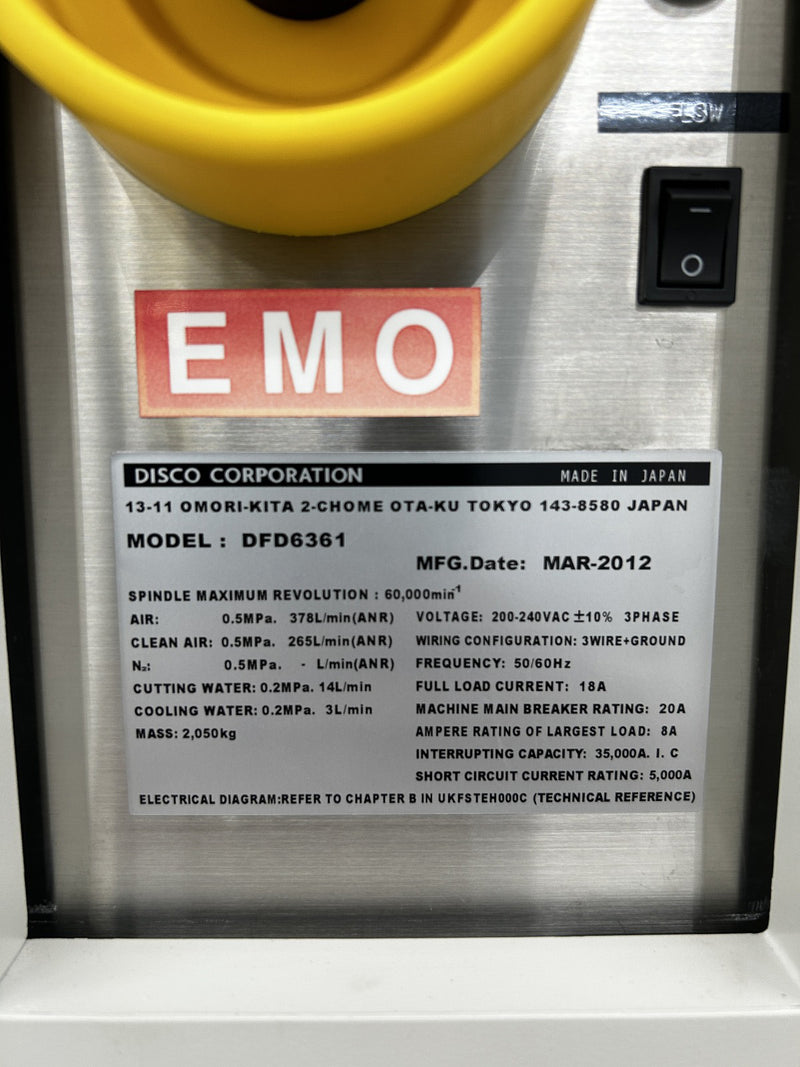 FLOW
EMO
DISCO CORPORATION MADE IN JAPAN
13-11 OMORI-KITA 2-CHOME OTA-KU TOKYO 143-8580 JAPAN
MODEL : DFD6361
MFG.Date: MAR-2012
SPINDLE MAXIMUM REVOLUTION : 60,000min⁻¹
AIR: 0.5MPa. 378L/min(ANR)
CLEAN AIR: 0.5MPa. 265L/min(ANR)
N₂: 0.5MPa. - L/min(ANR)
CUTTING WATER: 0.2MPa. 14L/min
COOLING WATER: 0.2MPa. 3L/min
MASS: 2,050kg
VOLTAGE: 200-240VAC ±10% 3PHASE
WIRING CONFIGURATION: 3WIRE+GROUND
FREQUENCY: 50/60Hz
FULL LOAD CURRENT: 18A
MACHINE MAIN BREAKER RATING: 20A
AMPERE RATING OF LARGEST LOAD: 8A
INTERRUPTING CAPACITY: 35,000A. I. C
SHORT CIRCUIT CURRENT RATING: 5,000A
ELECTRICAL DIAGRAM:REFER TO CHAPTER B IN UKFSTEH000C (TECHNICAL REFERENCE)